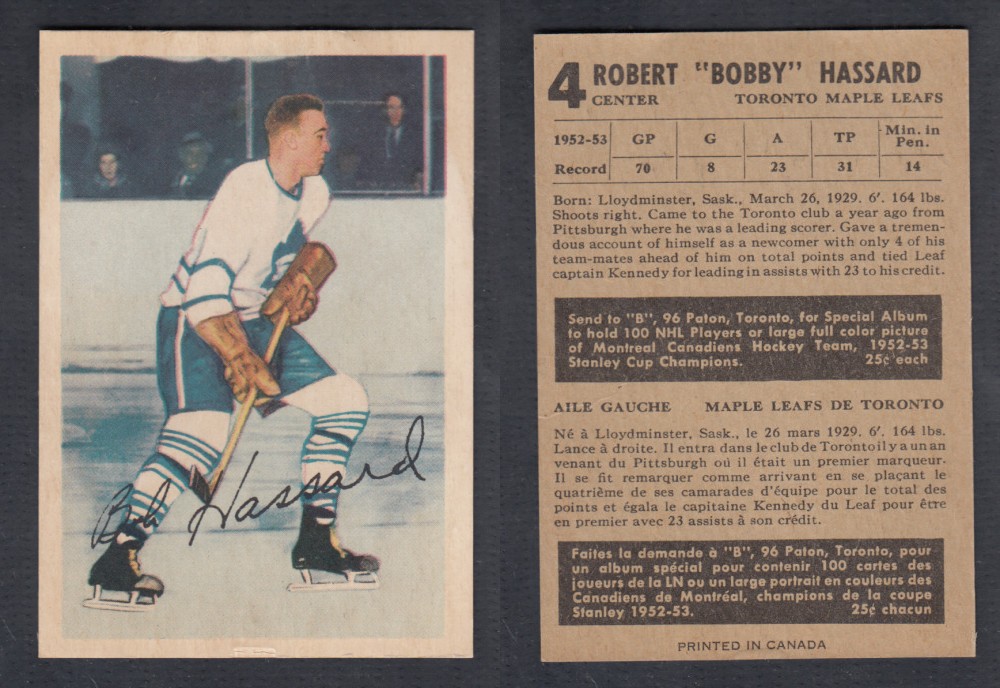 Bob Hassard
4 ROBERT "BOBBY" HASSARD
CENTER TORONTO MAPLE LEAFS
1952-53 GP G A TP Min. in Pen.
Record 70 8 23 31 14
Born: Lloydminster, Sask., March 26, 1929. 6'. 164 lbs.
Shoots right. Came to the Toronto club a year ago from
Pittsburgh where he was a leading scorer. Gave a tremen-
dous account of himself as a newcomer with only 4 of his
team-mates ahead of him on total points and tied Leaf
captain Kennedy for leading in assists with 23 to his credit.
Send to "B", 96 Paton, Toronto, for Special Album
to hold 100 NHL Players or large full color picture
of Montreal Canadiens Hockey Team, 1952-53
Stanley Cup Champions. 25¢ each
AILE GAUCHE MAPLE LEAFS DE TORONTO
Né à Lloydminster, Sask., le 26 mars 1929. 6'. 164 lbs.
Lance à droite. Il entra dans le club de Toronto il y a un an
venant du Pittsburgh où il était un premier marqueur.
Il se fit remarquer comme arrivant en se plaçant le
quatrième de ses camarades d'équipe pour le total des
points et égala le capitaine Kennedy du Leaf pour être
en premier avec 23 assists à son crédit.
Faites la demande à "B", 96 Paton, Toronto, pour
un album spécial pour contenir 100 cartes des
joueurs de la LN ou un large portrait en couleurs des
Canadiens de Montréal, champions de la coupe
Stanley 1952-53. 25¢ chacun
PRINTED IN CANADA